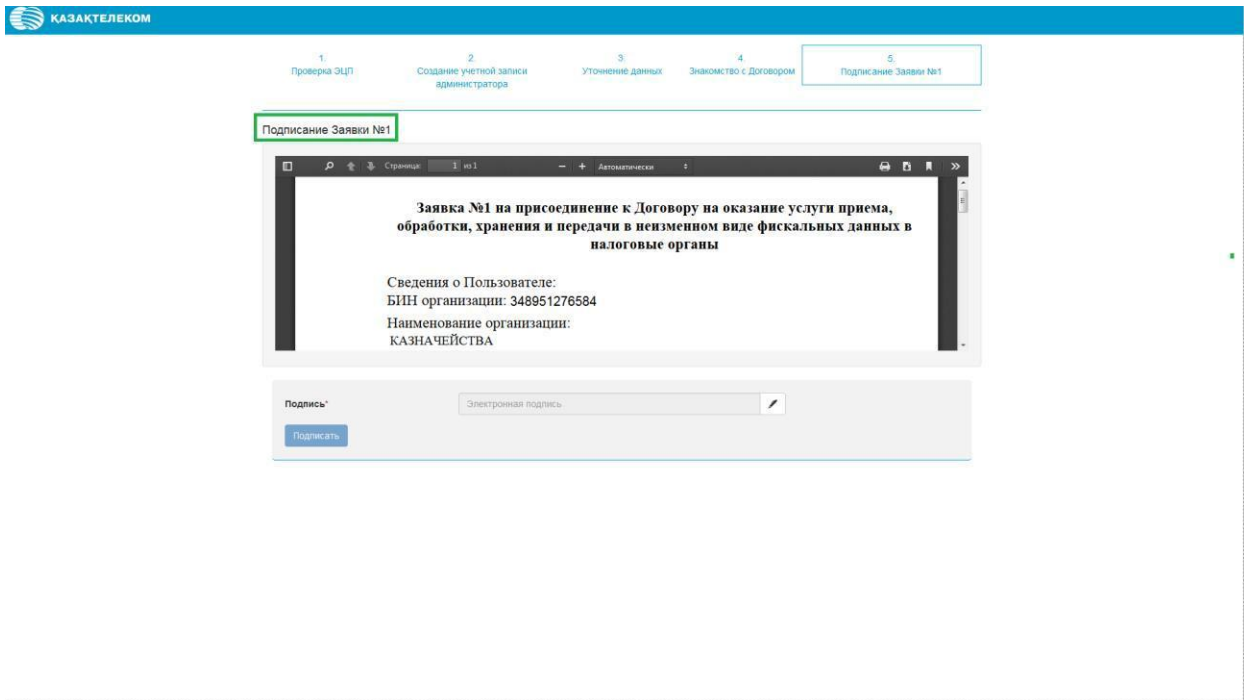 ҚАЗАҚТЕЛЕКОМ
1.
Проверка ЭЦП
2.
Создание учетной записи
администратора
3.
Уточнение данных
4.
Знакомство с Договором
5.
Подписание Заявки №1
Подписание Заявки №1
Страница: 1 из 1 Автоматически
Заявка №1 на присоединение к Договору на оказание услуги приема,
обработки, хранения и передачи в неизменном виде фискальных данных в
налоговые органы
Сведения о Пользователе:
БИН организации: 348951276584
Наименование организации:
КАЗНАЧЕЙСТВА
Подпись* Электронная подпись
Подписать